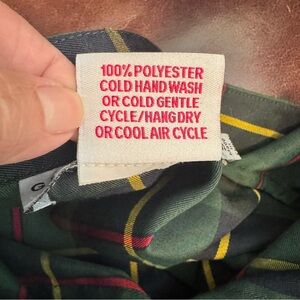 100% POLYESTER
COLD HAND WASH
OR COLD GENTLE
CYCLE/HANG DRY
OR COOL AIR CYCLE